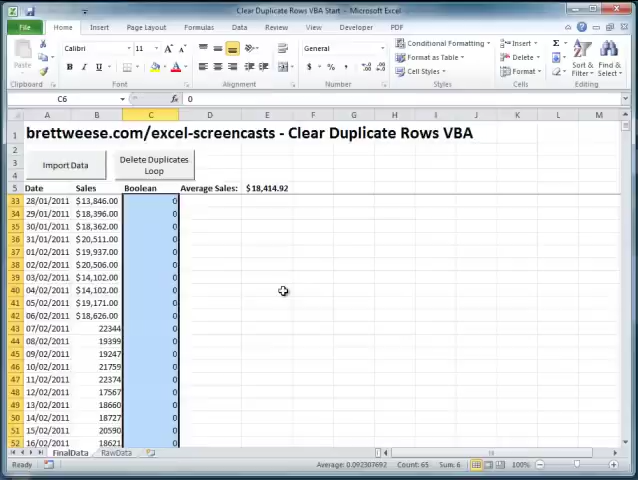 Clear Duplicate Rows VBA Start - Microsoft Excel
File Home Insert Page Layout Formulas Data Review View Developer PDF
Calibri 11 General Conditional Formatting Insert
Format as Table Delete
Paste Cell Styles Format Sort & Filter Find & Select
Clipboard Font Alignment Number Styles Cells Editing
C6 fx 0
A B C D E F G H I J K L M
1 brettweese.com/excel-screencasts - Clear Duplicate Rows VBA
2
3 Import Data Delete Duplicates Loop
4
5 Date Sales Boolean Average Sales: $18,414.92
33 28/01/2011 $13,846.00 0
34 29/01/2011 $18,396.00 0
35 30/01/2011 $18,362.00 0
36 31/01/2011 $20,511.00 0
37 01/02/2011 $19,937.00 0
38 02/02/2011 $20,506.00 0
39 03/02/2011 $14,102.00 0
40 04/02/2011 $14,102.00 0
41 05/02/2011 $19,171.00 0
42 06/02/2011 $18,626.00 0
43 07/02/2011 22344 0
44 08/02/2011 19399 0
45 09/02/2011 19247 0
46 10/02/2011 21759 0
47 11/02/2011 22374 0
48 12/02/2011 17567 0
49 13/02/2011 18660 0
50 14/02/2011 18727 0
51 15/02/2011 20590 0
52 16/02/2011 18621 0
FinalData RawData
Ready Average: 0.092307692 Count: 65 Sum: 6 100%